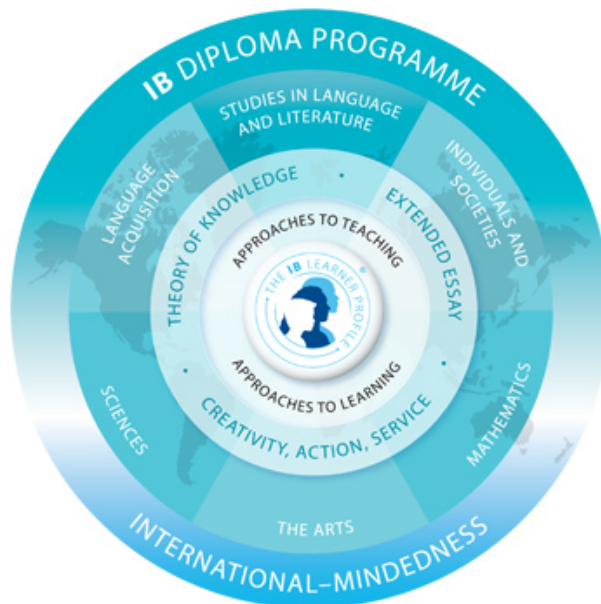 IB DIPLOMA PROGRAMME
STUDIES IN LANGUAGE
AND LITERATURE
LANGUAGE
ACQUISITION
INDIVIDUALS AND
SOCIETIES
THEORY OF KNOWLEDGE
·
EXTENDED ESSAY
APPROACHES TO TEACHING
THE IB LEARNER PROFILE
®
APPROACHES TO LEARNING
·
·
CREATIVITY, ACTION, SERVICE
SCIENCES
MATHEMATICS
THE ARTS
INTERNATIONAL–MINDEDNESS